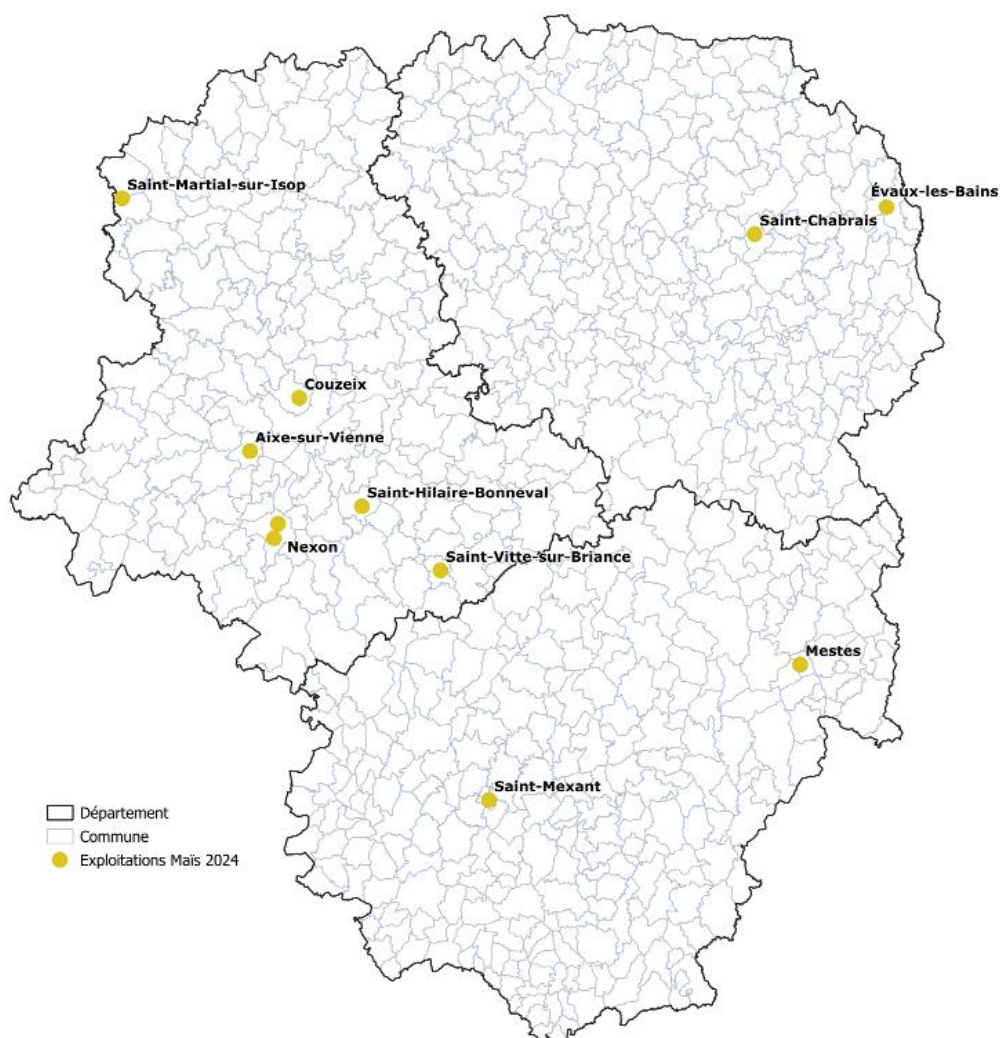 Saint-Martial-sur-Isop
Évaux-les-Bains
Saint-Chabrais
Couzeix
Aixe-sur-Vienne
Saint-Hilaire-Bonneval
Nexon
Saint-Vitte-sur-Briance
Mestes
Saint-Mexant
Département
Commune
Exploitations Maïs 2024